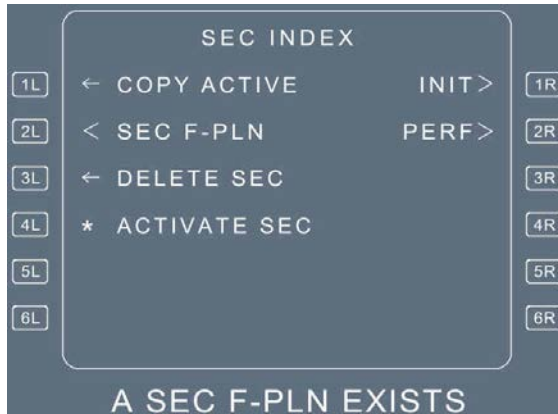 SEC INDEX
1L ← COPY ACTIVE INIT> 1R
2L < SEC F-PLN PERF> 2R
3L ← DELETE SEC 3R
4L * ACTIVATE SEC 4R
5L 5R
6L 6R
A SEC F-PLN EXISTS